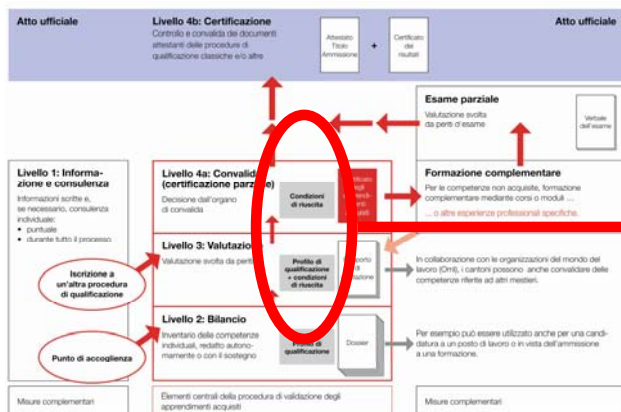 Atto ufficiale
Livello 4b: Certificazione
Controllo e convalida dei documenti
attestanti delle procedure di
qualificazione classiche e/o altre
Attestato
Titolo
Ammissione
+
Certificato
dei
risultati
Atto ufficiale
Esame parziale
Valutazione svolta
da periti d'esame
Verbale
dell'esame
Livello 1: Informa-
zione e consulenza
Informazioni scritte e,
se necessario, consulenza
individuale:
• puntuale
• durante tutto il processo
Livello 4a: Convalida
(certificazione parziale)
Decisione dall'organo
di convalida
Condizioni
di riuscita
Formazione complementare
Per le competenze non acquisite, formazione
complementare mediante corsi o moduli ...
... o altre esperienze professionali specifiche.
Iscrizione a
un'altra procedura
di qualificazione
Livello 3: Valutazione
Valutazione svolta da periti
Profilo di
qualificazione
+ condizioni
di riuscita
In collaborazione con le organizzazioni del mondo del
lavoro (Oml), i cantoni possono anche convalidare delle
competenze riferite ad altri mestieri.
Punto di accoglienza
Livello 2: Bilancio
Inventario delle competenze
individuali, redatto autono-
mamente o con il sostegno
Profilo di
qualificazione
Dossier
Per esempio può essere utilizzato anche per una candi-
datura a un posto di lavoro o in vista dell'ammissione
a una formazione.
Misure complementari
Elementi centrali della procedura di validazione degli
apprendimenti acquisiti
Misure complementari